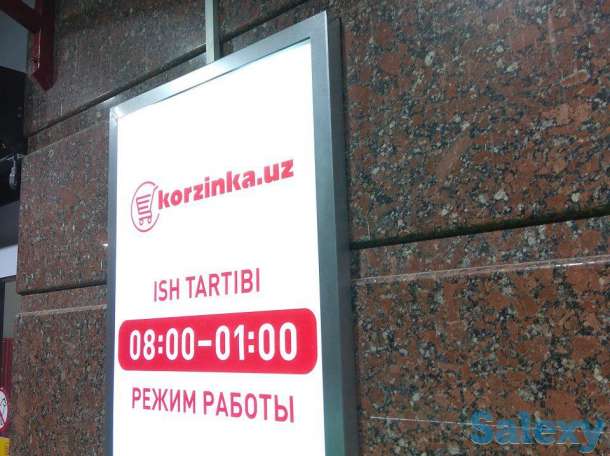 korzinka.uz
ISH TARTIBI
08:00–01:00
РЕЖИМ РАБОТЫ
Salexy